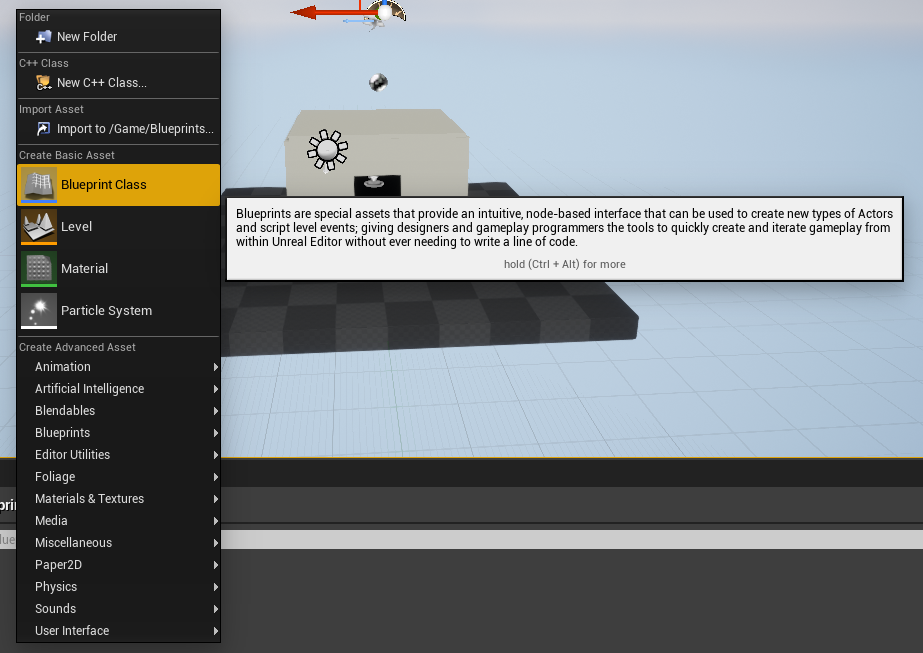 Folder
New Folder
C++ Class
New C++ Class...
Import Asset
Import to /Game/Blueprints...
Create Basic Asset
Blueprint Class
Level
Material
Particle System
Create Advanced Asset
Animation
Artificial Intelligence
Blendables
Blueprints
Editor Utilities
Foliage
Materials & Textures
Media
Miscellaneous
Paper2D
Physics
Sounds
User Interface
Blueprints are special assets that provide an intuitive, node-based interface that can be used to create new types of Actors
and script level events; giving designers and gameplay programmers the tools to quickly create and iterate gameplay from
within Unreal Editor without ever needing to write a line of code.
hold (Ctrl + Alt) for more